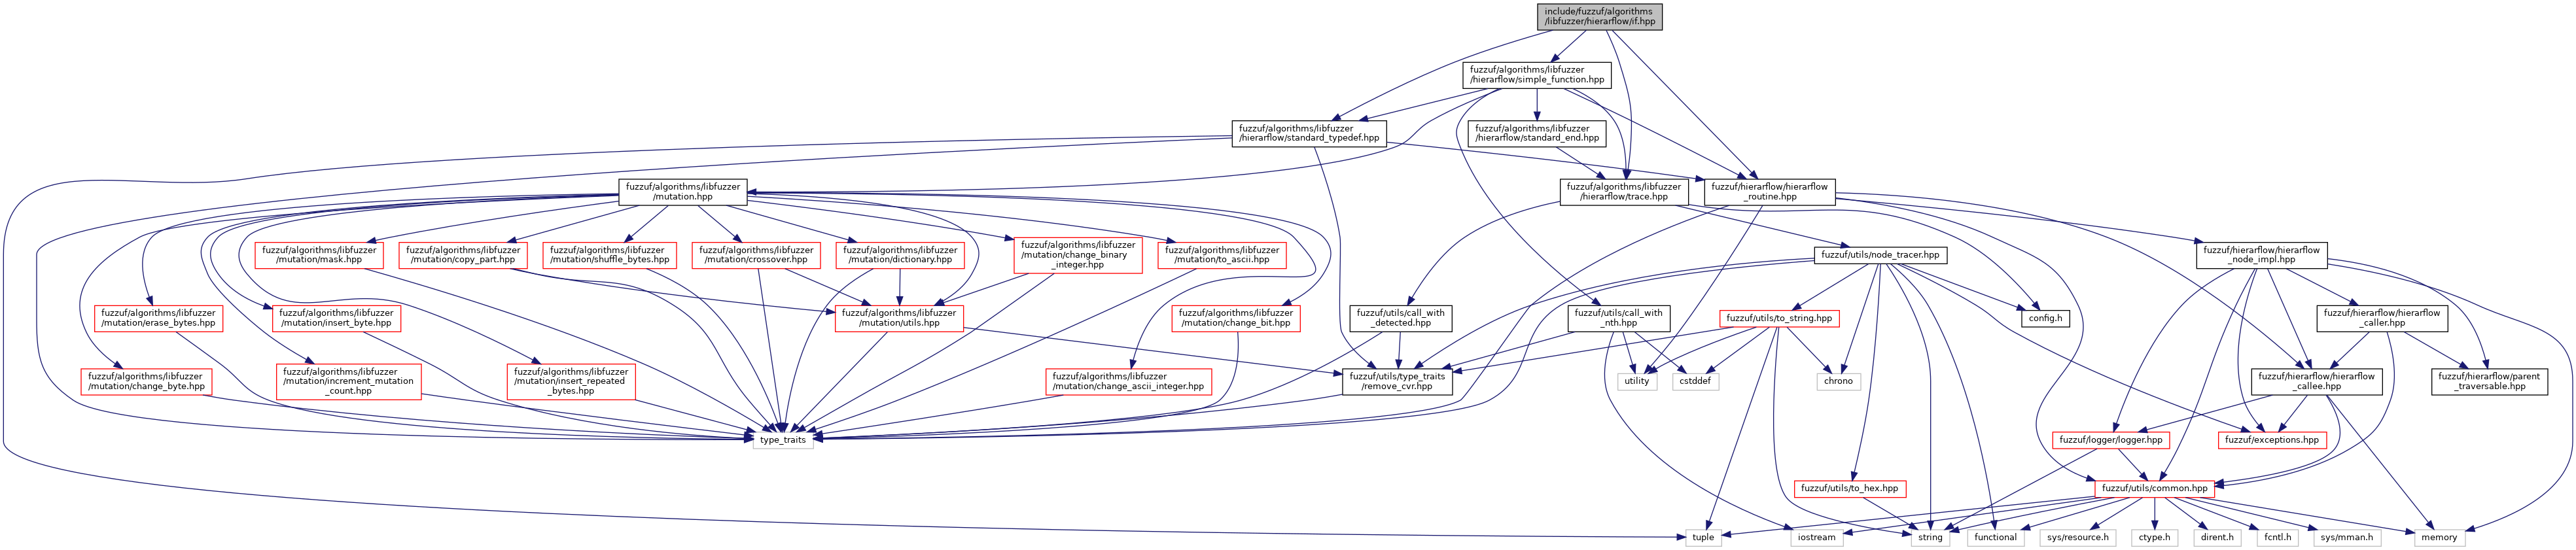 include/fuzzuf/algorithms
/libfuzzer/hierarflow/if.hpp
fuzzuf/algorithms/libfuzzer
/hierarflow/simple_function.hpp
fuzzuf/algorithms/libfuzzer
/hierarflow/standard_typedef.hpp
fuzzuf/algorithms/libfuzzer
/hierarflow/standard_end.hpp
fuzzuf/algorithms/libfuzzer
/mutation.hpp
fuzzuf/algorithms/libfuzzer
/hierarflow/trace.hpp
fuzzuf/hierarflow/hierarflow
_routine.hpp
fuzzuf/algorithms/libfuzzer
/mutation/mask.hpp
fuzzuf/algorithms/libfuzzer
/mutation/copy_part.hpp
fuzzuf/algorithms/libfuzzer
/mutation/shuffle_bytes.hpp
fuzzuf/algorithms/libfuzzer
/mutation/crossover.hpp
fuzzuf/algorithms/libfuzzer
/mutation/dictionary.hpp
fuzzuf/algorithms/libfuzzer
/mutation/change_binary
_integer.hpp
fuzzuf/algorithms/libfuzzer
/mutation/to_ascii.hpp
fuzzuf/utils/node_tracer.hpp
fuzzuf/hierarflow/hierarflow
_node_impl.hpp
fuzzuf/algorithms/libfuzzer
/mutation/erase_bytes.hpp
fuzzuf/algorithms/libfuzzer
/mutation/insert_byte.hpp
fuzzuf/algorithms/libfuzzer
/mutation/utils.hpp
fuzzuf/algorithms/libfuzzer
/mutation/change_bit.hpp
fuzzuf/utils/call_with
_detected.hpp
fuzzuf/utils/call_with
_nth.hpp
fuzzuf/utils/to_string.hpp
config.h
fuzzuf/hierarflow/hierarflow
_caller.hpp
fuzzuf/algorithms/libfuzzer
/mutation/change_byte.hpp
fuzzuf/algorithms/libfuzzer
/mutation/increment_mutation
_count.hpp
fuzzuf/algorithms/libfuzzer
/mutation/insert_repeated
_bytes.hpp
fuzzuf/algorithms/libfuzzer
/mutation/change_ascii_integer.hpp
fuzzuf/utils/type_traits
/remove_cvr.hpp
utility
cstddef
chrono
fuzzuf/hierarflow/hierarflow
_callee.hpp
fuzzuf/hierarflow/parent
_traversable.hpp
type_traits
fuzzuf/logger/logger.hpp
fuzzuf/exceptions.hpp
fuzzuf/utils/to_hex.hpp
fuzzuf/utils/common.hpp
tuple
iostream
string
functional
sys/resource.h
ctype.h
dirent.h
fcntl.h
sys/mman.h
memory